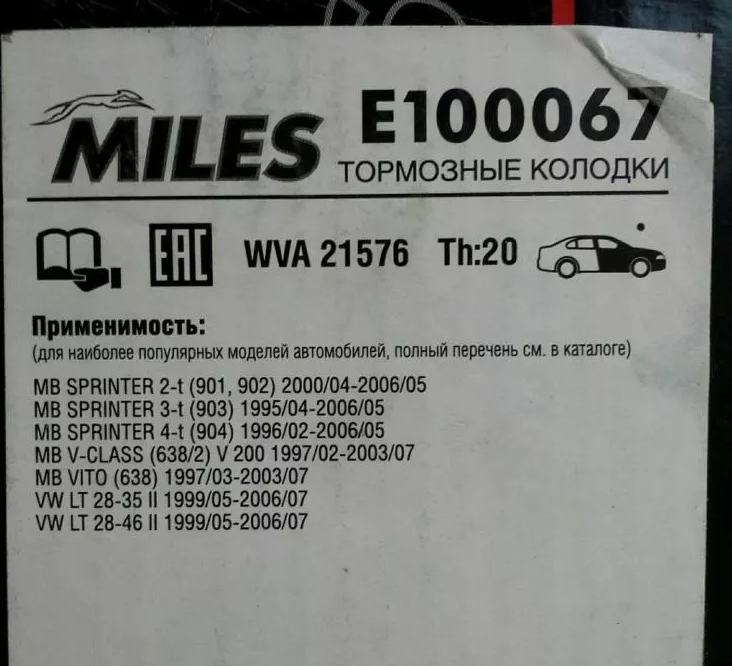 MILES
E100067
ТОРМОЗНЫЕ КОЛОДКИ
EAC WVA 21576 Th:20
Применимость:
(для наиболее популярных моделей автомобилей, полный перечень см. в каталоге)
MB SPRINTER 2-t (901, 902) 2000/04-2006/05
MB SPRINTER 3-t (903) 1995/04-2006/05
MB SPRINTER 4-t (904) 1996/02-2006/05
MB V-CLASS (638/2) V 200 1997/02-2003/07
MB VITO (638) 1997/03-2003/07
VW LT 28-35 II 1999/05-2006/07
VW LT 28-46 II 1999/05-2006/07